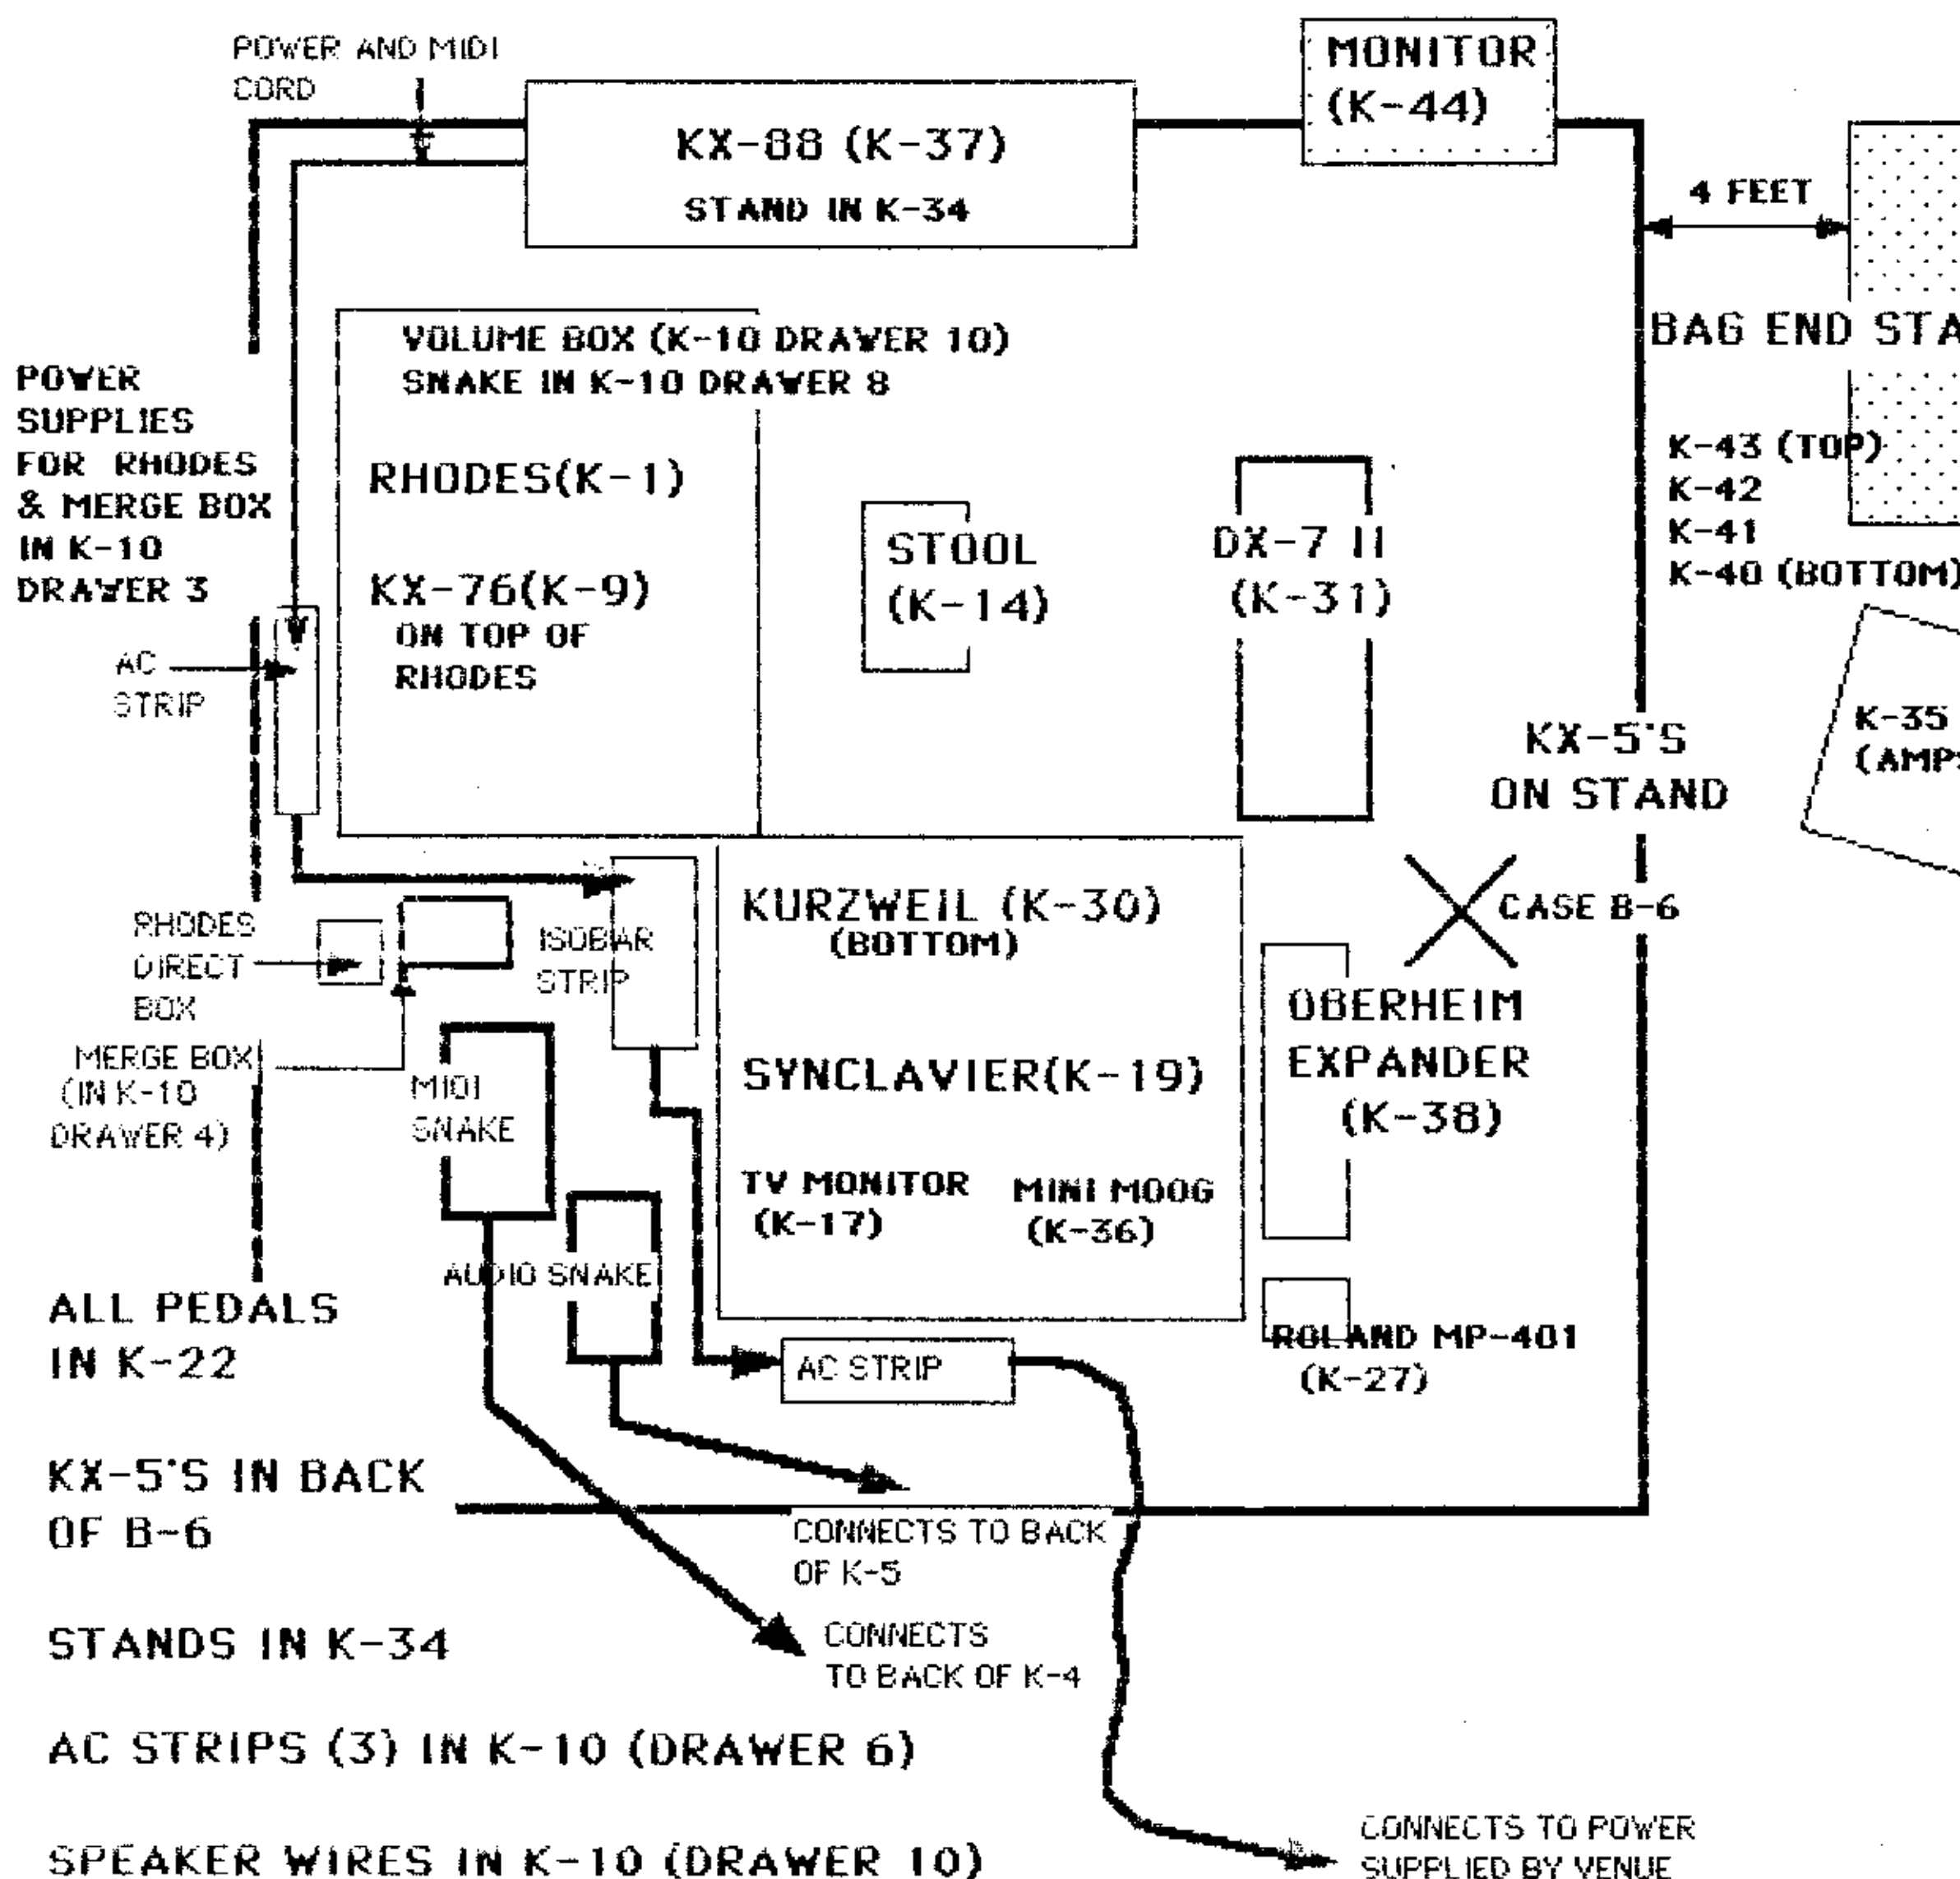 POWER AND MIDI
CORD
MONITOR
(K-44)
KX-88 (K-37)
STAND IN K-34
4 FEET
VOLUME BOX (K-10 DRAWER 10)
SNAKE IN K-10 DRAWER 8
BAG END STA
POWER
SUPPLIES
FOR RHODES
& MERGE BOX
IN K-10
DRAWER 3
RHODES(K-1)
KX-76(K-9)
ON TOP OF
RHODES
STOOL
(K-14)
DX-7 II
(K-31)
K-43 (TOP)
K-42
K-41
K-40 (BOTTOM)
AC
STRIP
KX-5'S
ON STAND
K-35
(AMPS
KURZWEIL (K-30)
(BOTTOM)
CASE B-6
RHODES
DIRECT
BOX
ISOBAR
STRIP
OBERHEIM
EXPANDER
(K-38)
MERGE BOX
(IN K-10
DRAWER 4)
MIDI
SNAKE
SYNCLAVIER(K-19)
TV MONITOR
(K-17)
MINI MOOG
(K-36)
AUDIO SNAKE
ALL PEDALS
IN K-22
AC STRIP
ROLAND MP-401
(K-27)
KX-5'S IN BACK
OF B-6
CONNECTS TO BACK
OF K-5
STANDS IN K-34
CONNECTS
TO BACK OF K-4
AC STRIPS (3) IN K-10 (DRAWER 6)
SPEAKER WIRES IN K-10 (DRAWER 10)
CONNECTS TO POWER
SUPPLIED BY VENUE